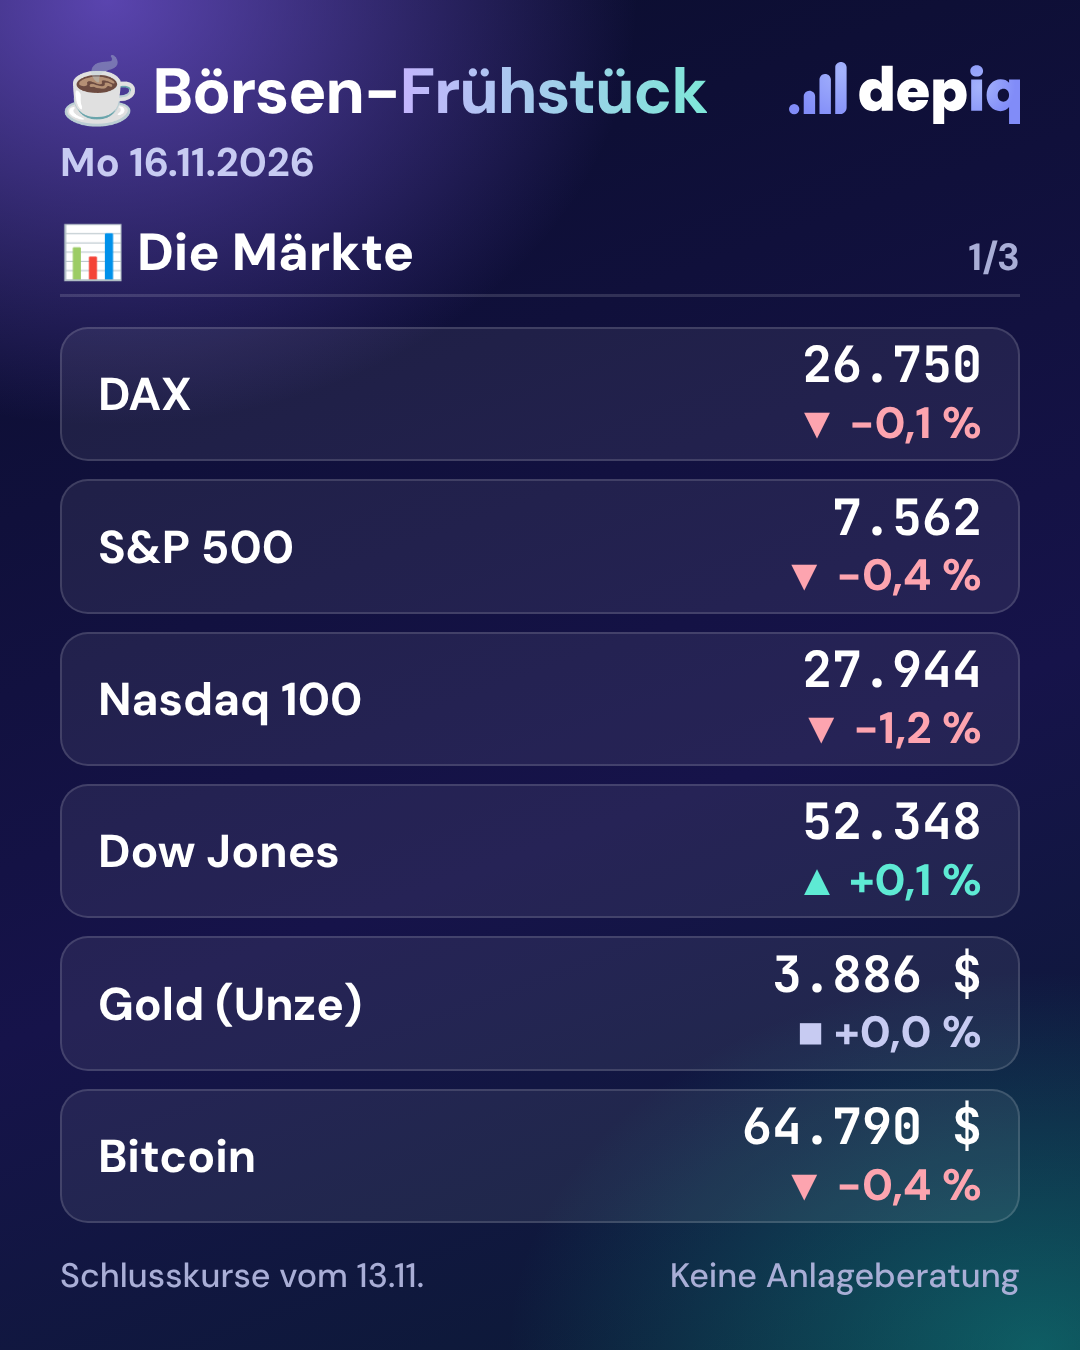 ☕ Börsen-Frühstück
depiq
Mo 16.11.2026
📊 Die Märkte
1/3
DAX
26.750
▼ -0,1 %
S&P 500
7.562
▼ -0,4 %
Nasdaq 100
27.944
▼ -1,2 %
Dow Jones
52.348
▲ +0,1 %
Gold (Unze)
3.886 $
■ +0,0 %
Bitcoin
64.790 $
▼ -0,4 %
Schlusskurse vom 13.11.
Keine Anlageberatung